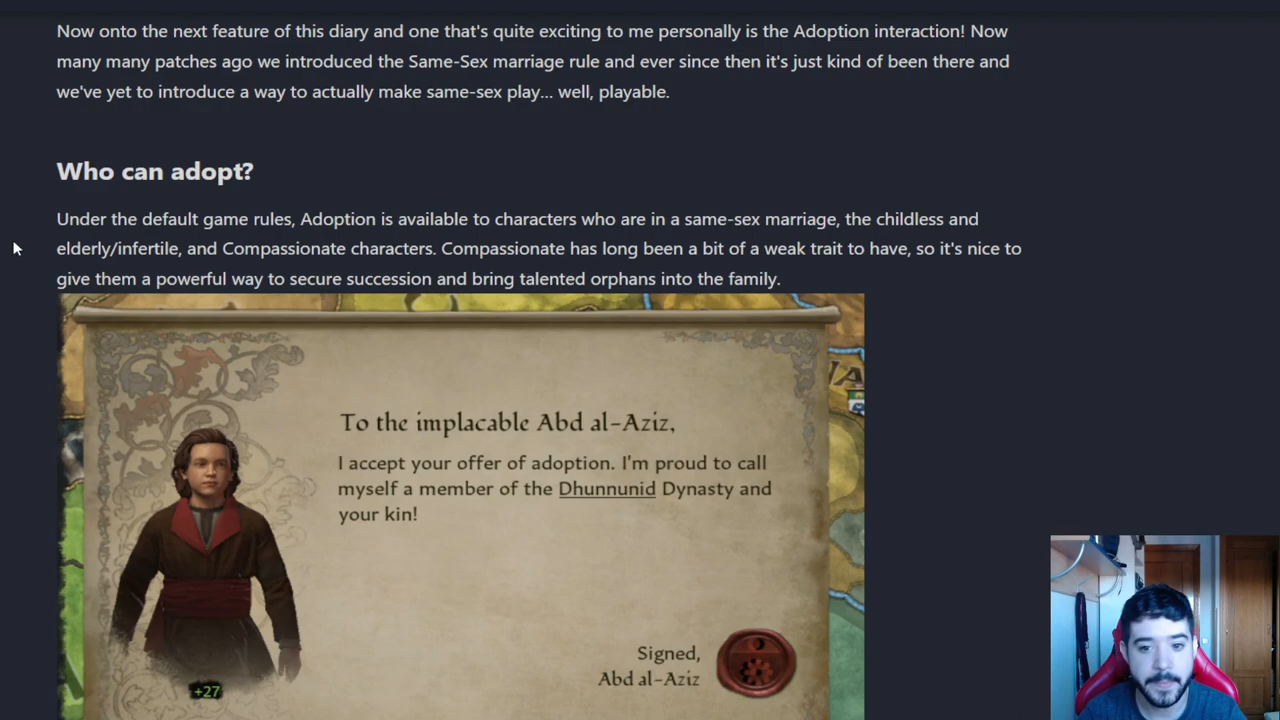 Now onto the next feature of this diary and one that's quite exciting to me personally is the Adoption interaction! Now
many many patches ago we introduced the Same-Sex marriage rule and ever since then it's just kind of been there and
we've yet to introduce a way to actually make same-sex play... well, playable.
Who can adopt?
Under the default game rules, Adoption is available to characters who are in a same-sex marriage, the childless and
elderly/infertile, and Compassionate characters. Compassionate has long been a bit of a weak trait to have, so it's nice to
give them a powerful way to secure succession and bring talented orphans into the family.
To the implacable Abd al-Aziz,
I accept your offer of adoption. I'm proud to call
myself a member of the Dhunnunid Dynasty and
your kin!
Signed,
Abd al-Aziz
+27